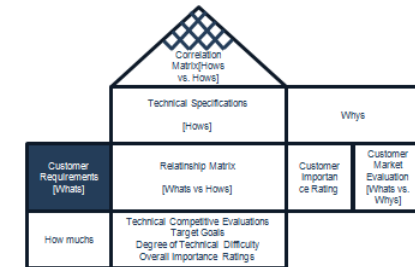 Correlation
Matrix[Hows
vs. Hows]
Technical Specifications
[Hows]
Whys
Customer
Requirements
[Whats]
Relatinship Matrix
[Whats vs Hows]
Customer
Importan
ce Rating
Customer
Market
Evaluation
[Whats vs.
Whys]
How muchs
Technical Competitive Evaluations
Target Goals
Degree of Technical Difficulty
Overall Importance Ratings